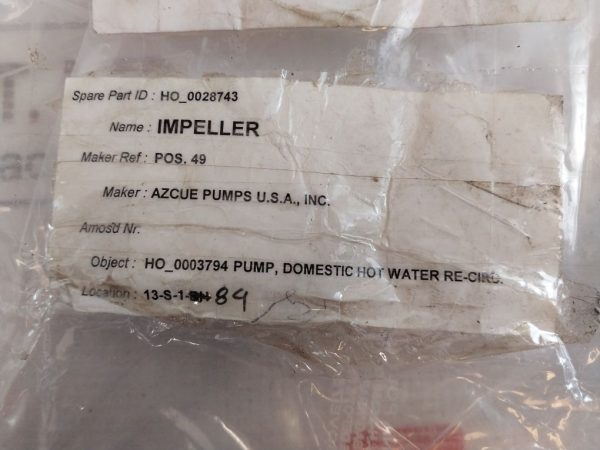 Spare Part ID : HO_0028743
Name : IMPELLER
Maker Ref : POS. 49
Maker : AZCUE PUMPS U.S.A., INC.
Amosd Nr.
Object : HO_0003794 PUMP, DOMESTIC HOT WATER RE-CIRC.
Location : 13-S-1- 89